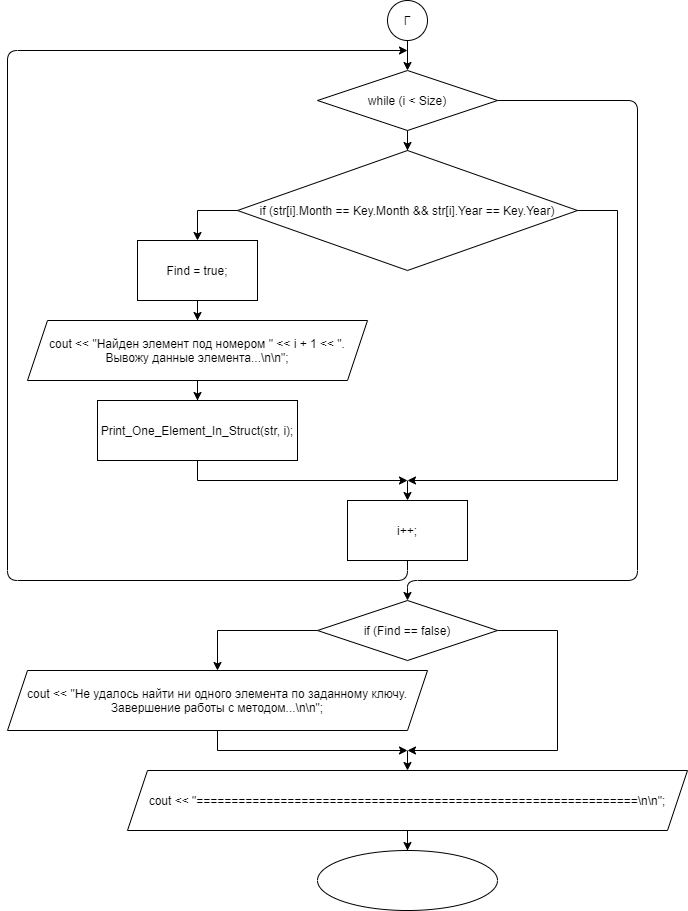 Г
while (i < Size)
if (str[i].Month == Key.Month && str[i].Year == Key.Year)
Find = true;
cout << "Найден элемент под номером " << i + 1 << ".
Вывожу данные элемента...\n\n";
Print_One_Element_In_Struct(str, i);
i++;
if (Find == false)
cout << "Не удалось найти ни одного элемента по заданному ключу.
Завершение работы с методом...\n\n";
cout << "===============================================================\n\n";